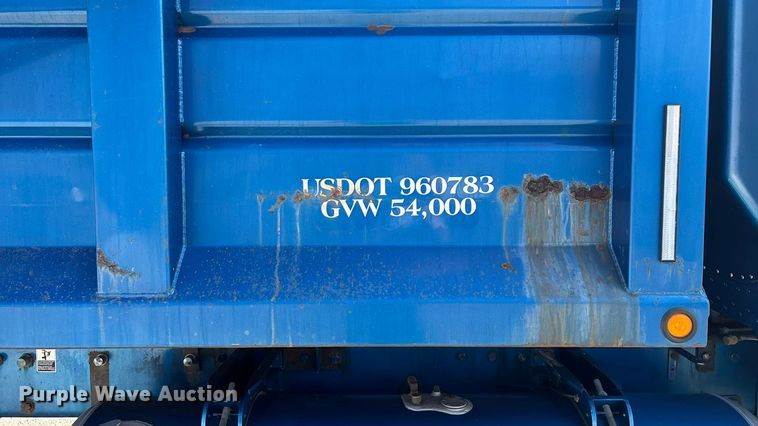 USDOT 960783
GVW 54,000
Purple Wave Auction